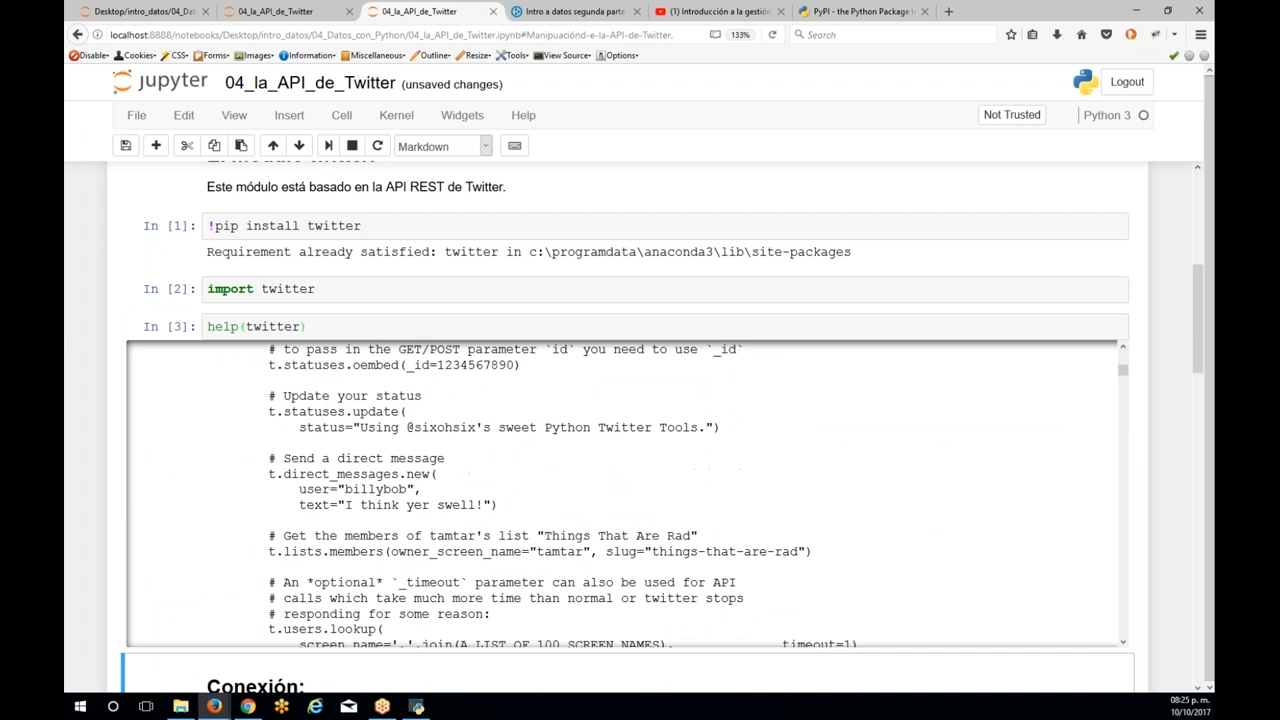 Desktop/intro_datos/04_Da
04_la_API_de_Twitter
04_la_API_de_Twitter
Intro a datos segunda parte
(1) Introducción a la gestión
PyPI - the Python Package I
localhost:8888/notebooks/Desktop/intro_datos/04_Datos_con_Python/04_la_API_de_Twitter.ipynb#Manipuaciónd-e-la-API-de-Twitter.
133%
Search
Disable
Cookies
CSS
Forms
Images
Information
Miscellaneous
Outline
Resize
Tools
View Source
Options
jupyter
04_la_API_de_Twitter (unsaved changes)
Logout
File Edit View Insert Cell Kernel Widgets Help
Not Trusted
Python 3
Markdown
Este módulo está basado en la API REST de Twitter.
In [1]: !pip install twitter
Requirement already satisfied: twitter in c:\programdata\anaconda3\lib\site-packages
In [2]: import twitter
In [3]: help(twitter)
# to pass in the GET/POST parameter `id` you need to use `_id`
t.statuses.oembed(_id=1234567890)
# Update your status
t.statuses.update(
status="Using @sixohsix's sweet Python Twitter Tools.")
# Send a direct message
t.direct_messages.new(
user="billybob",
text="I think yer swell!")
# Get the members of tamtar's list "Things That Are Rad"
t.lists.members(owner_screen_name="tamtar", slug="things-that-are-rad")
# An *optional* `_timeout` parameter can also be used for API
# calls which take much more time than normal or twitter stops
# responding for some reason:
t.users.lookup(
screen_name=','.join(A_LIST_OF_100_SCREEN_NAMES), _timeout=1)
Conexión:
08:25 p. m.
10/10/2017